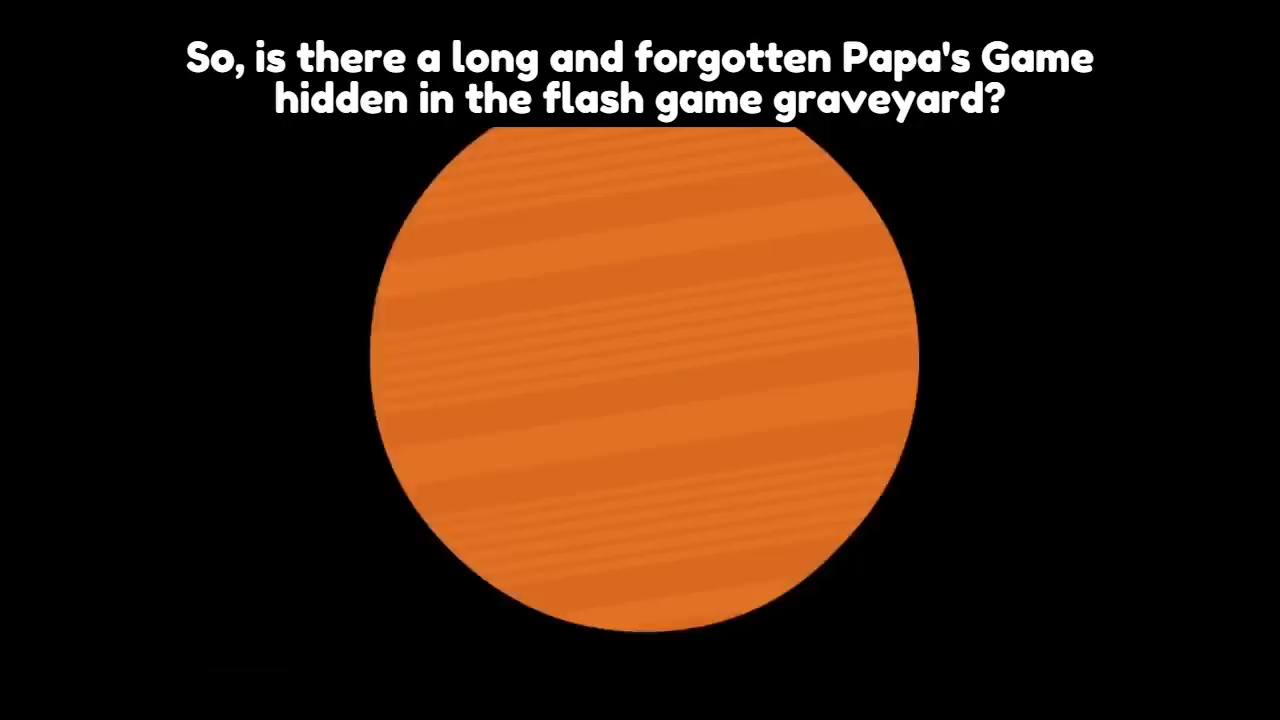 So, is there a long and forgotten Papa's Game
hidden in the flash game graveyard?